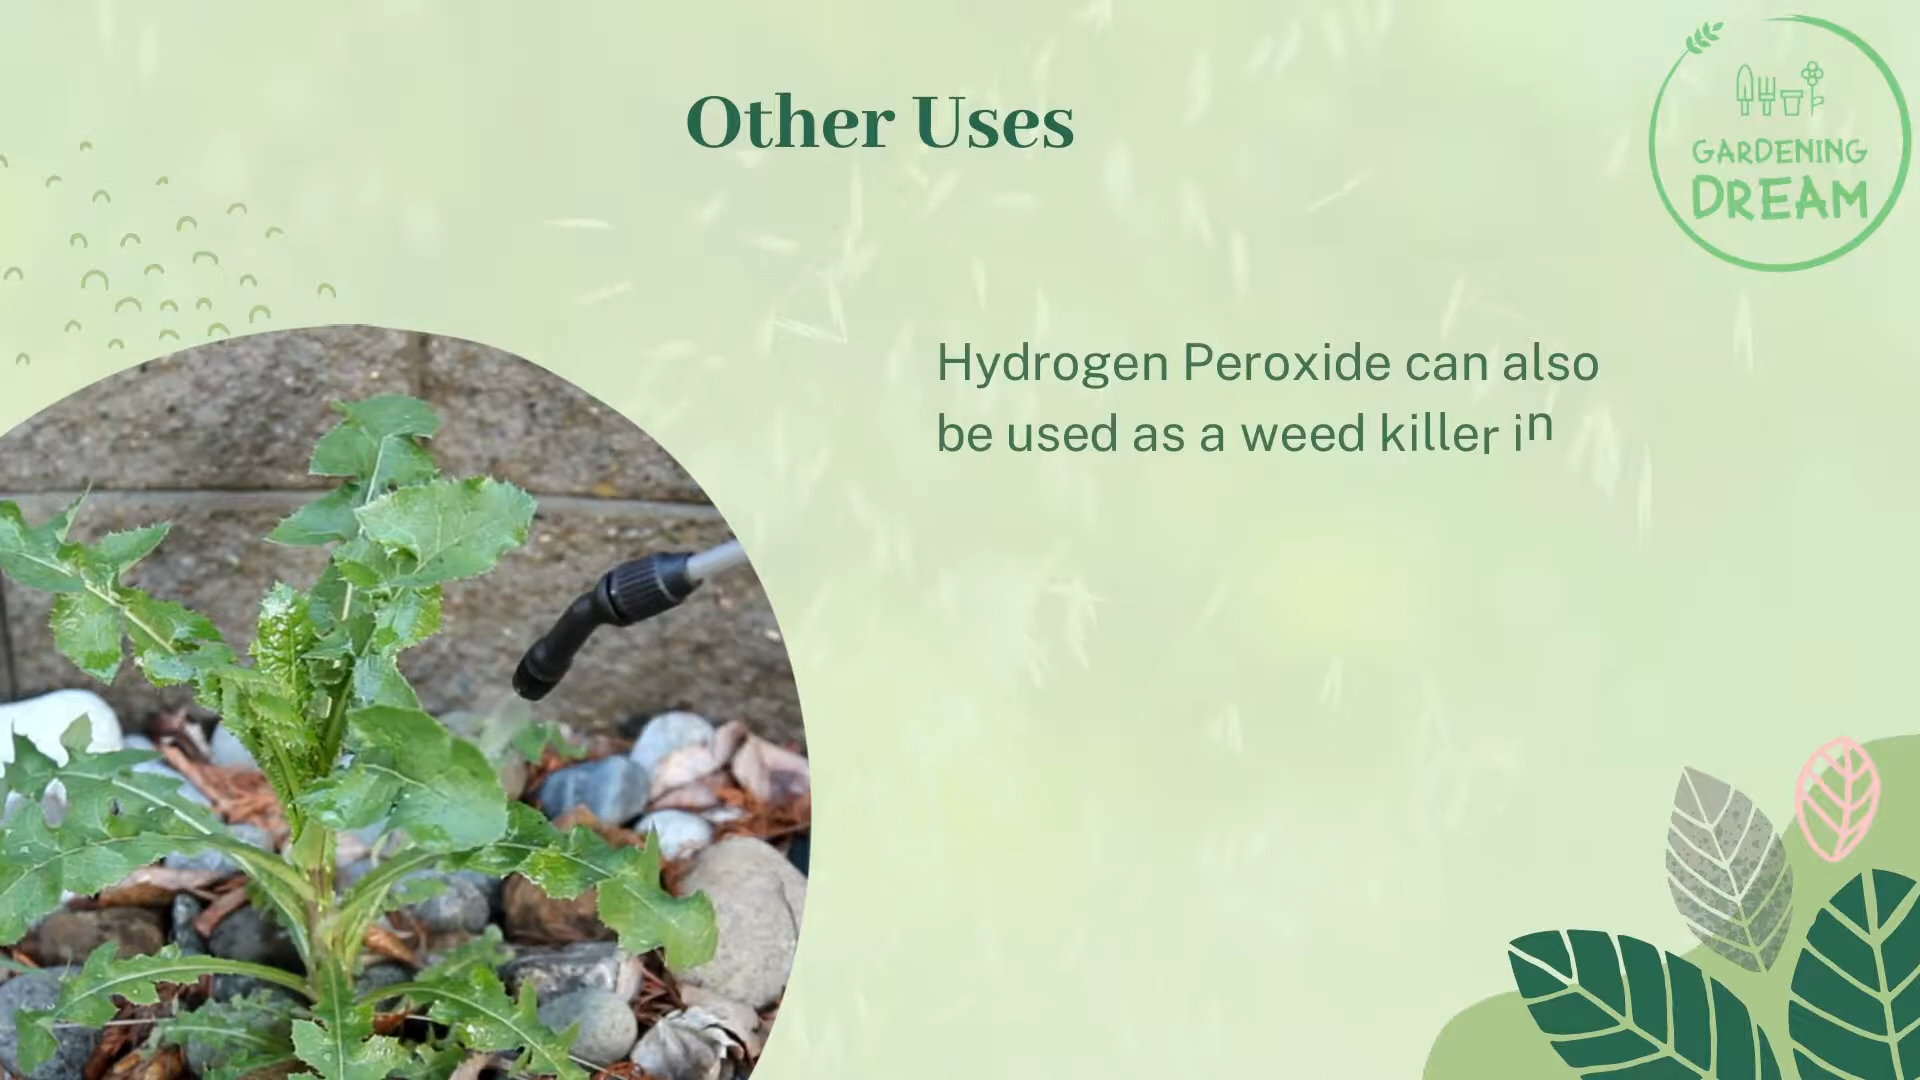 Other Uses
GARDENING
DREAM
Hydrogen Peroxide can also
be used as a weed killer in